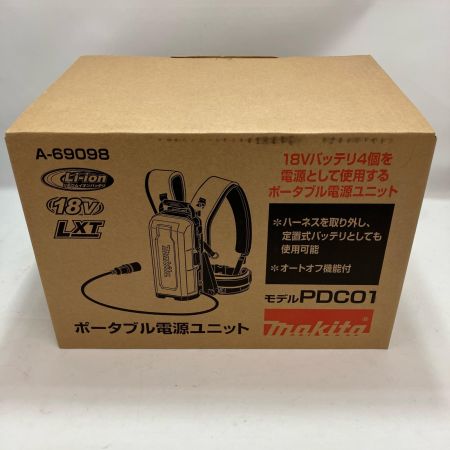 A-69098
Li-ion
リチウムイオンバッテリ
18V
LXT
makita
ポータブル電源ユニット
18Vバッテリ4個を
電源として使用する
ポータブル電源ユニット
＊ハーネスを取り外し、
定置式バッテリとしても
使用可能
＊オートオフ機能付
モデルPDC01
makita®